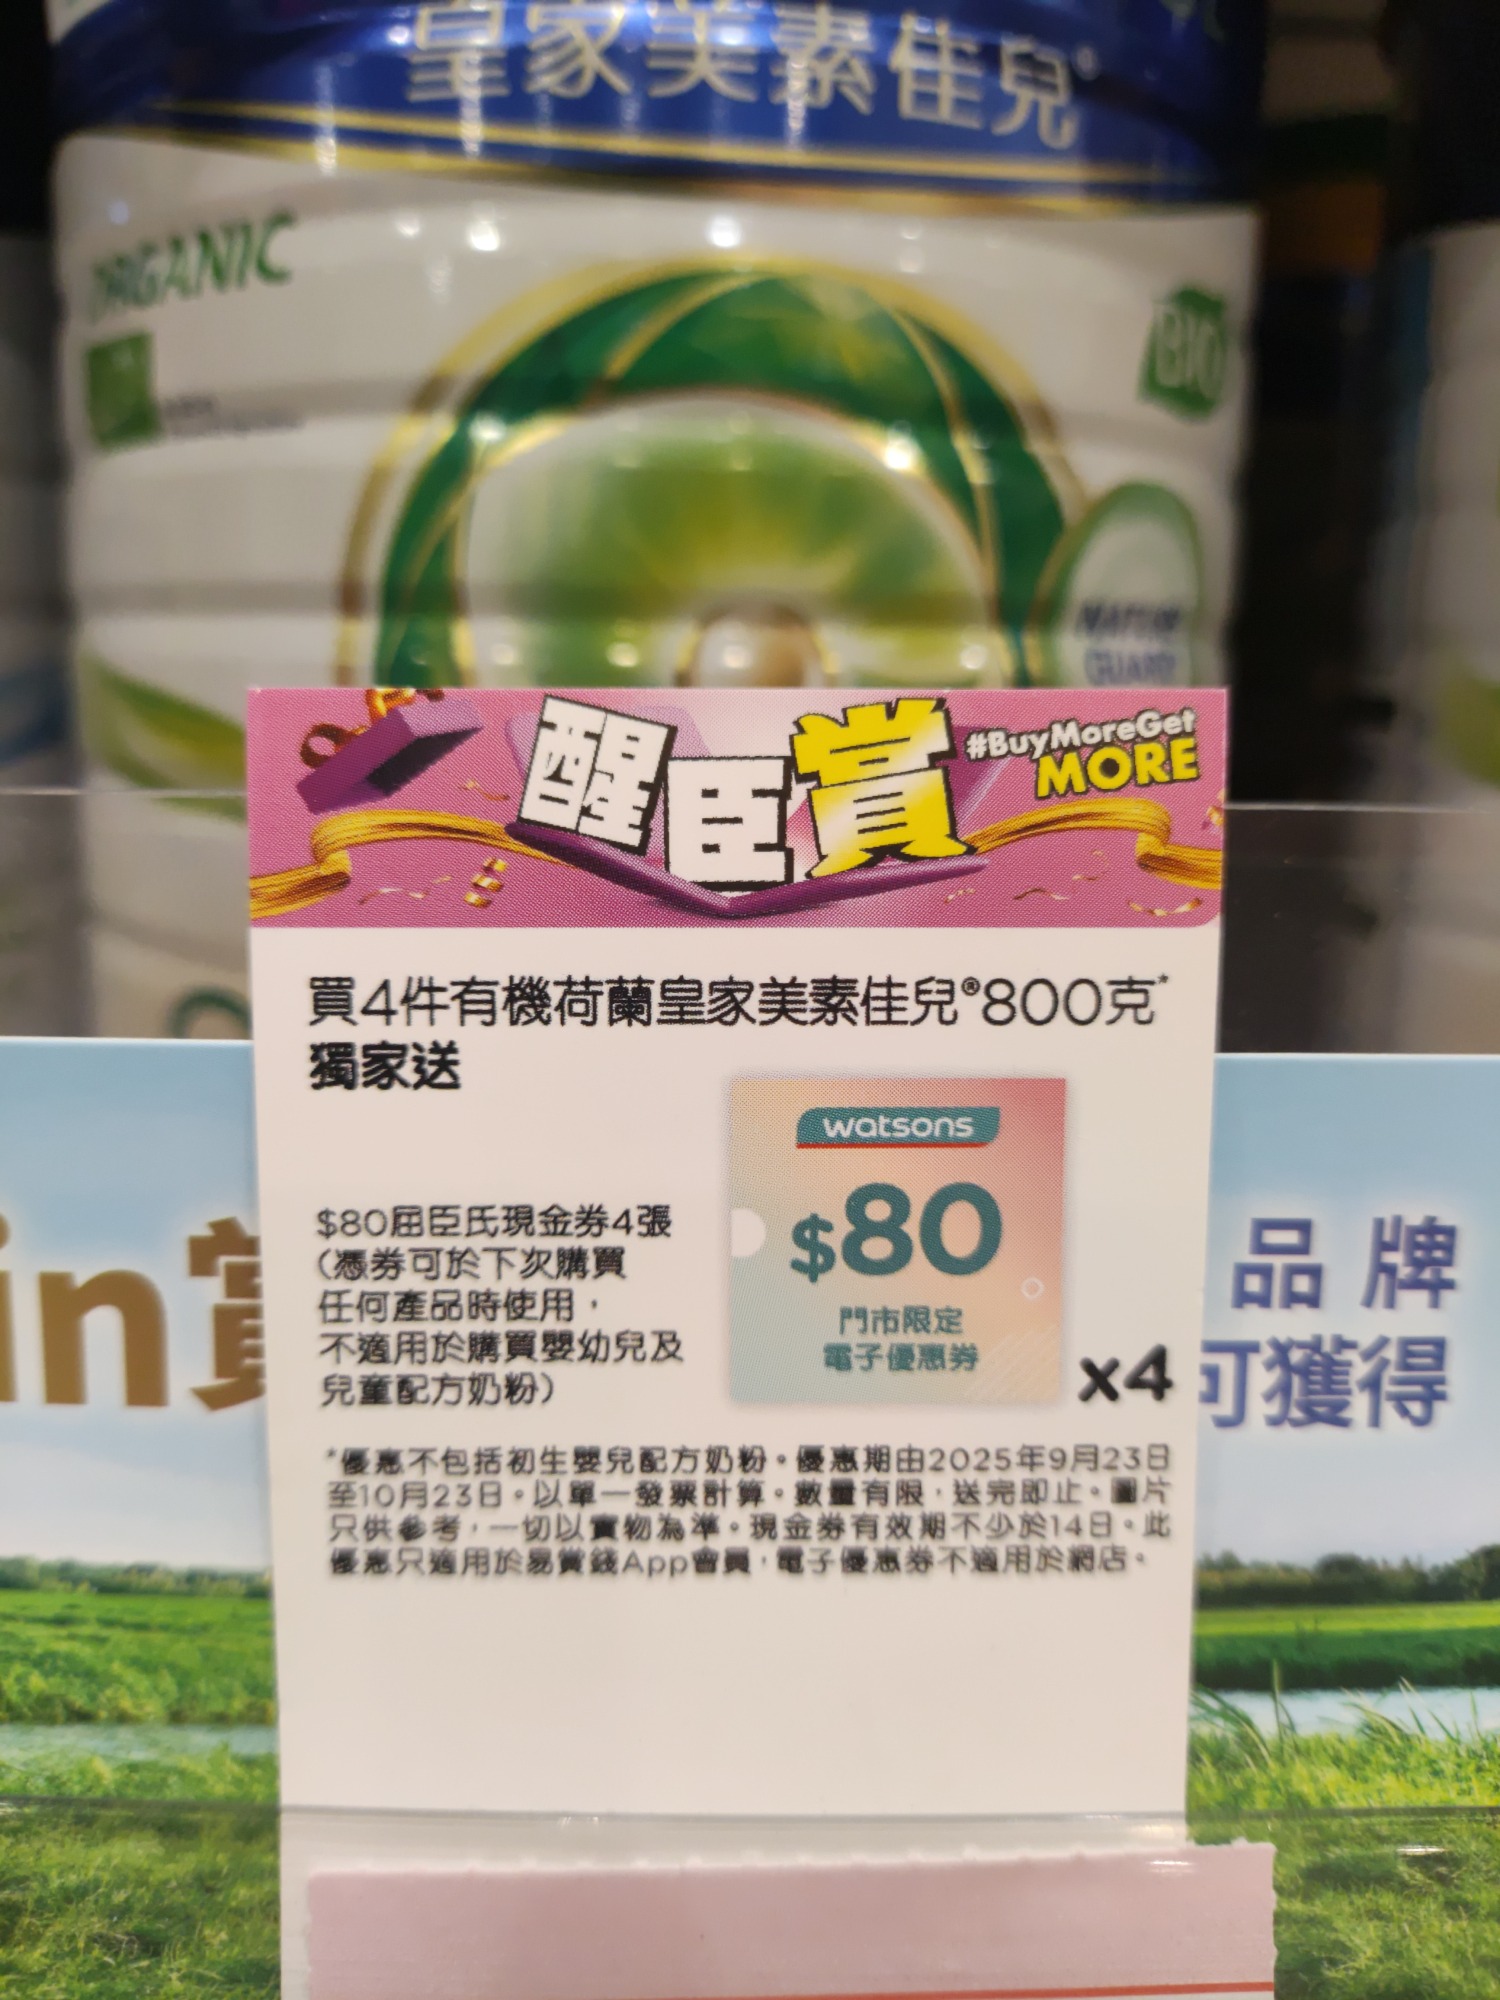 皇家美素佳兒®
ORGANIC
BIO
NATURE
GUARD
醒臣賞
#BuyMoreGet
MORE
買4件有機荷蘭皇家美素佳兒®800克*
獨家送
$80屈臣氏現金券4張
(憑券可於下次購買
任何產品時使用,
不適用於購買嬰幼兒及
兒童配方奶粉)
watsons
$80
門市限定
電子優惠券
x4
*優惠不包括初生嬰兒配方奶粉。優惠期由2025年9月23日
至10月23日。以單一發票計算。數量有限,送完即止。圖片
只供參考,一切以實物為準。現金券有效期不少於14日。此
優惠只適用於易賞錢App會員,電子優惠券不適用於網店。
in賞
品牌
可獲得